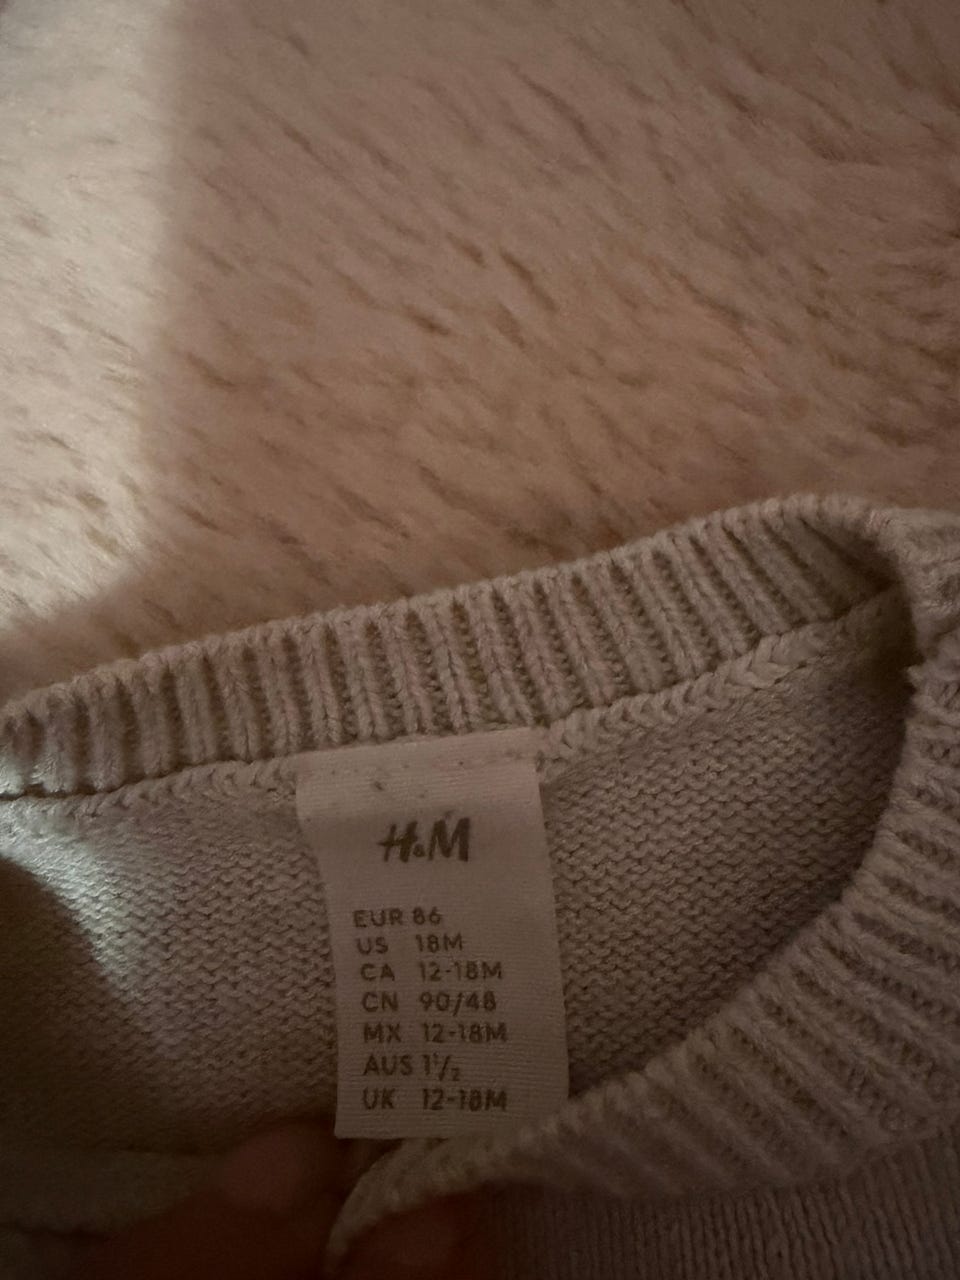 H&M
EUR 86
US 18M
CA 12-18M
CN 90/48
MX 12-18M
AUS 1½
UK 12-18M